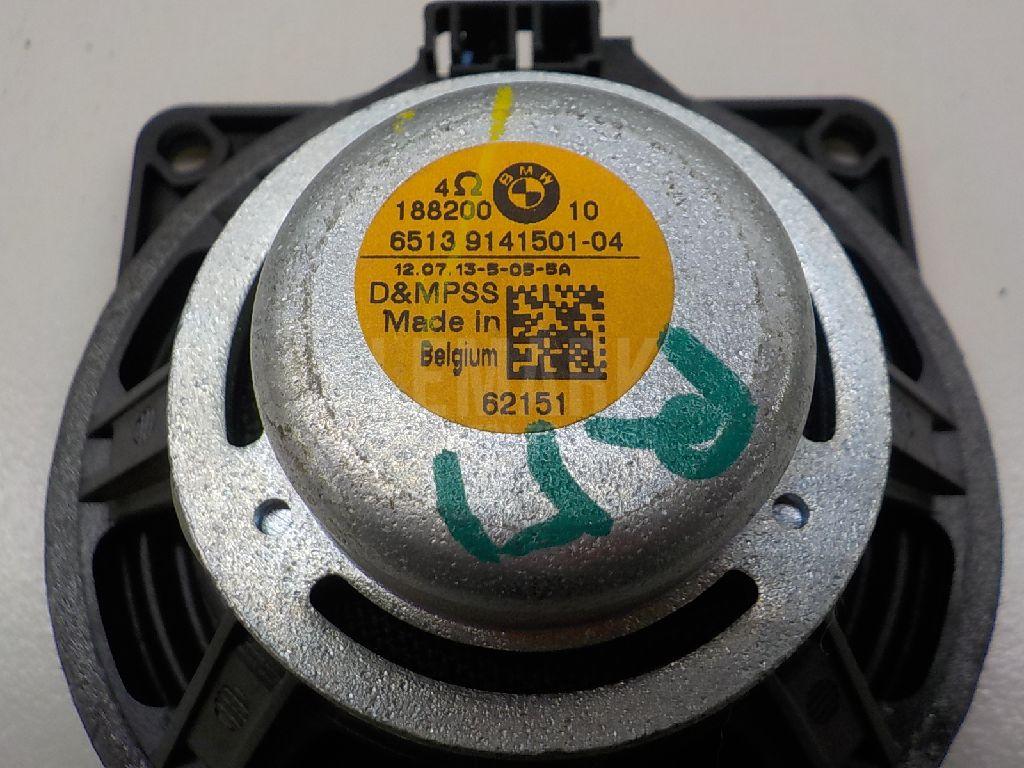 4Ω BMW
188200 10
6513 9141501-04
12.07.13-5-05-5A
D&MPSS
Made in
Belgium
62151